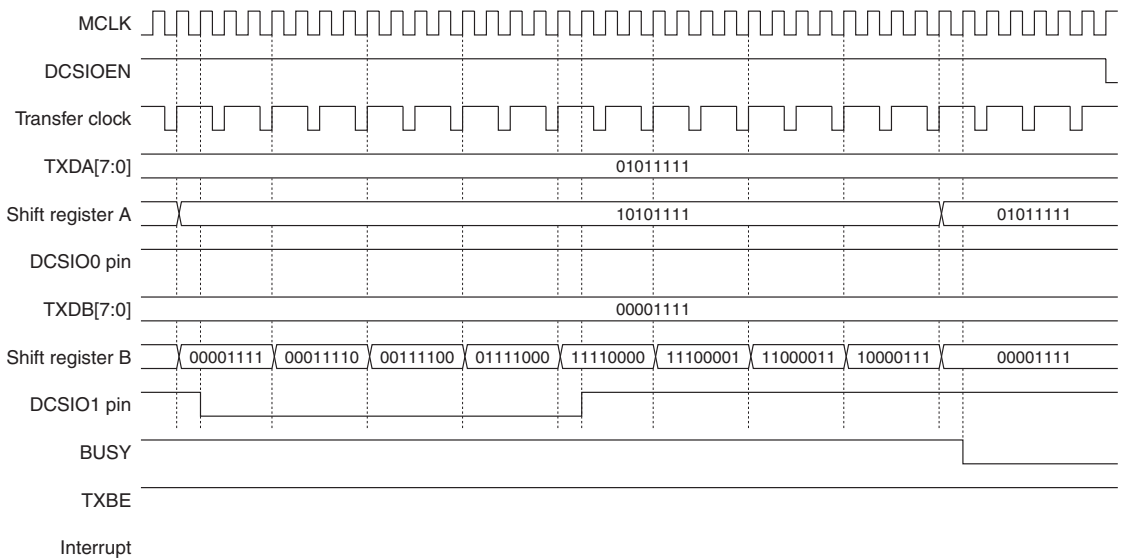 MCLK
DCSIOEN
Transfer clock
TXDA[7:0] 01011111
Shift register A 10101111 01011111
DCSIO0 pin
TXDB[7:0] 00001111
Shift register B 00001111 00011110 00111100 01111000 11110000 11100001 11000011 10000111 00001111
DCSIO1 pin
BUSY
TXBE
Interrupt